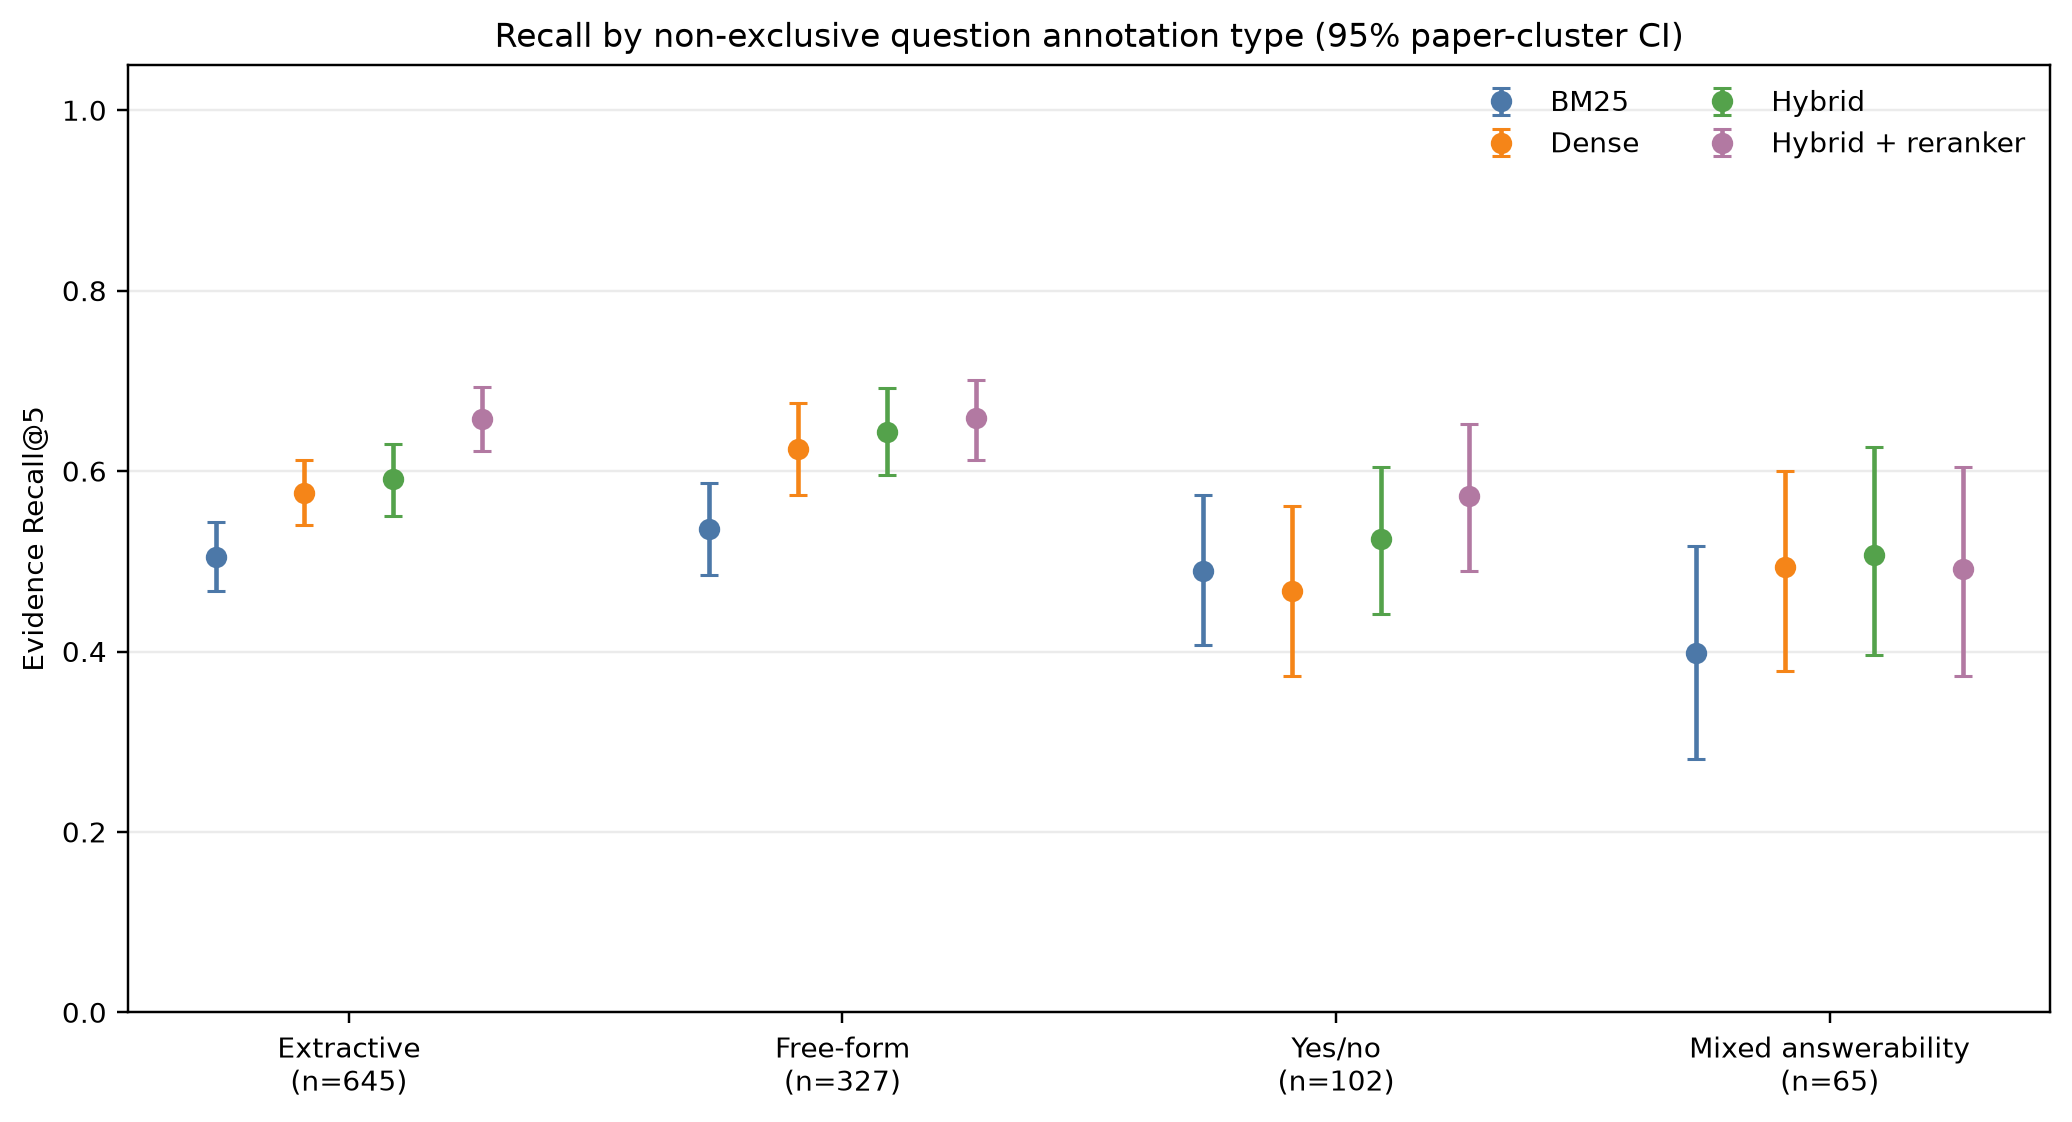 Recall by non-exclusive question annotation type (95% paper-cluster CI)
BM25
Dense
Hybrid
Hybrid + reranker
Evidence Recall@5
1.0
0.8
0.6
0.4
0.2
0.0
Extractive
(n=645)
Free-form
(n=327)
Yes/no
(n=102)
Mixed answerability
(n=65)